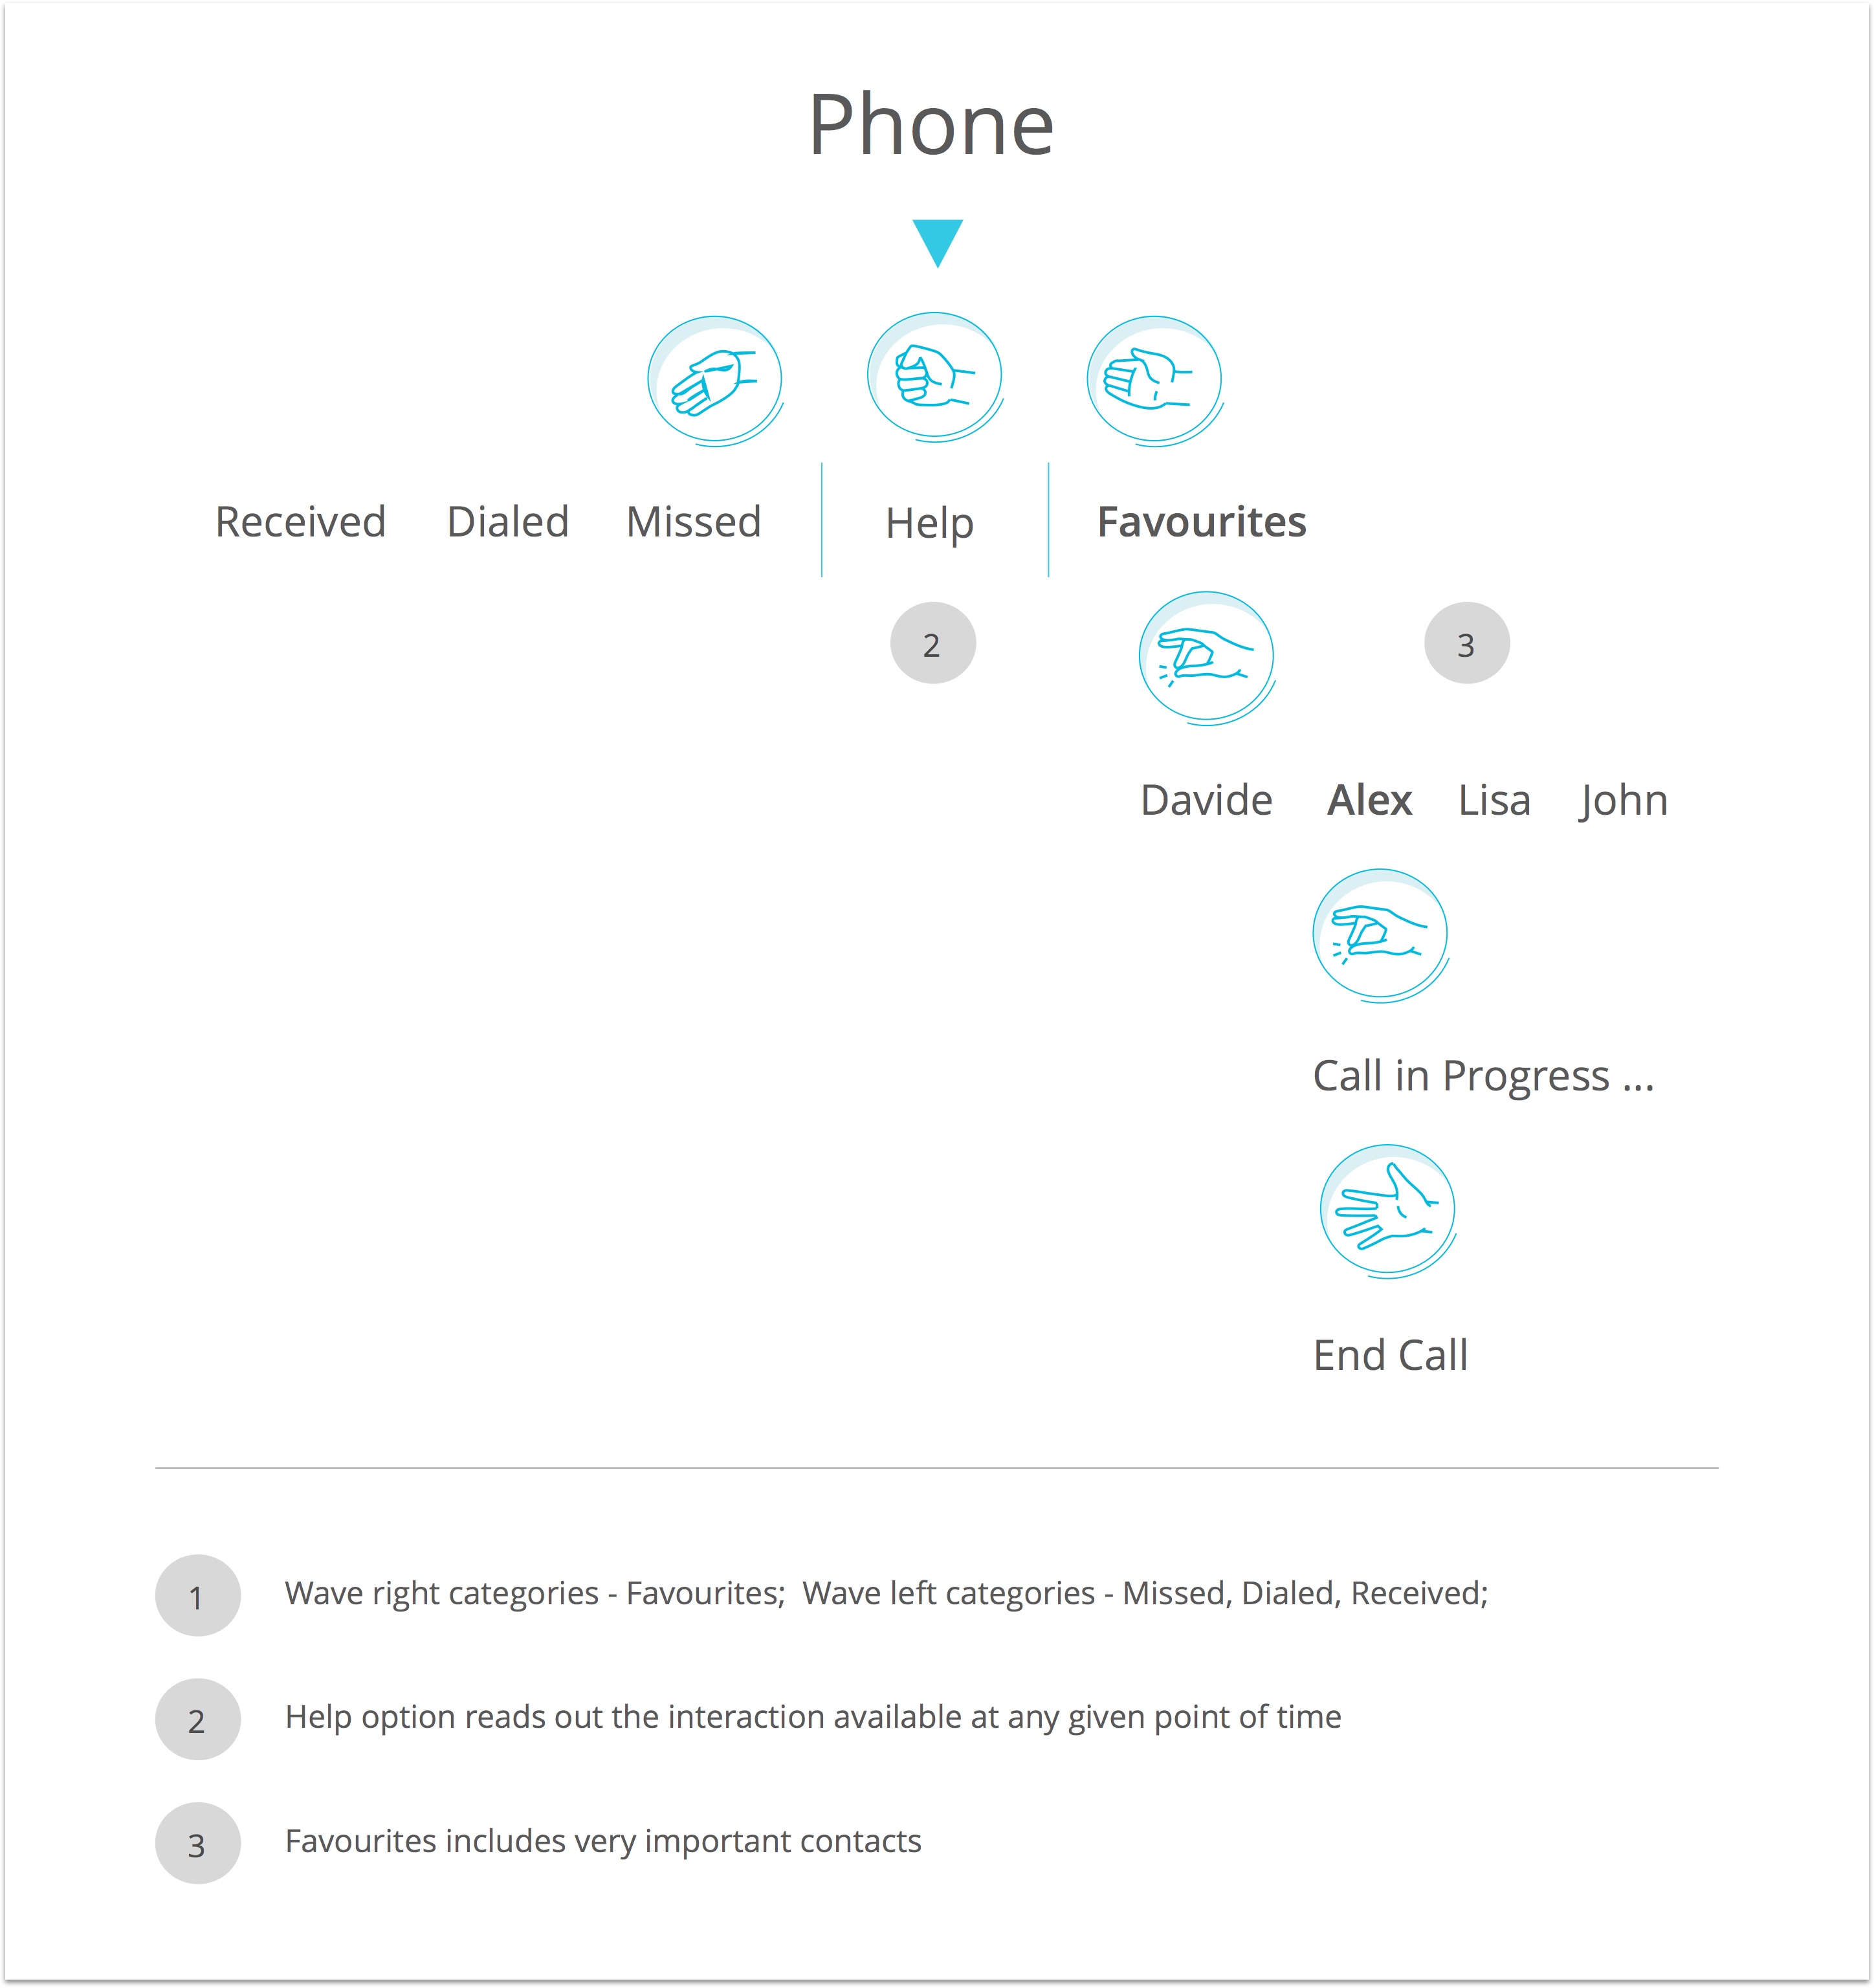 Phone
Received Dialed Missed Help Favourites
2 3
Davide Alex Lisa John
Call in Progress ...
End Call
1 Wave right categories - Favourites;  Wave left categories - Missed, Dialed, Received;
2 Help option reads out the interaction available at any given point of time
3 Favourites includes very important contacts